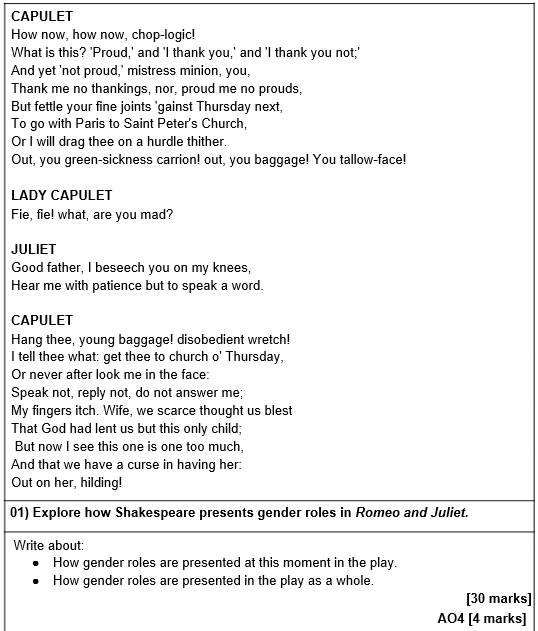 CAPULET
How now, how now, chop-logic!
What is this? 'Proud,' and 'I thank you,' and 'I thank you not;'
And yet 'not proud,' mistress minion, you,
Thank me no thankings, nor, proud me no prouds,
But fettle your fine joints 'gainst Thursday next,
To go with Paris to Saint Peter's Church,
Or I will drag thee on a hurdle thither.
Out, you green-sickness carrion! out, you baggage! You tallow-face!
LADY CAPULET
Fie, fie! what, are you mad?
JULIET
Good father, I beseech you on my knees,
Hear me with patience but to speak a word.
CAPULET
Hang thee, young baggage! disobedient wretch!
I tell thee what: get thee to church o' Thursday,
Or never after look me in the face:
Speak not, reply not, do not answer me;
My fingers itch. Wife, we scarce thought us blest
That God had lent us but this only child;
But now I see this one is one too much,
And that we have a curse in having her:
Out on her, hilding!
01) Explore how Shakespeare presents gender roles in Romeo and Juliet.
Write about:
● How gender roles are presented at this moment in the play.
● How gender roles are presented in the play as a whole.
[30 marks]
AO4 [4 marks]